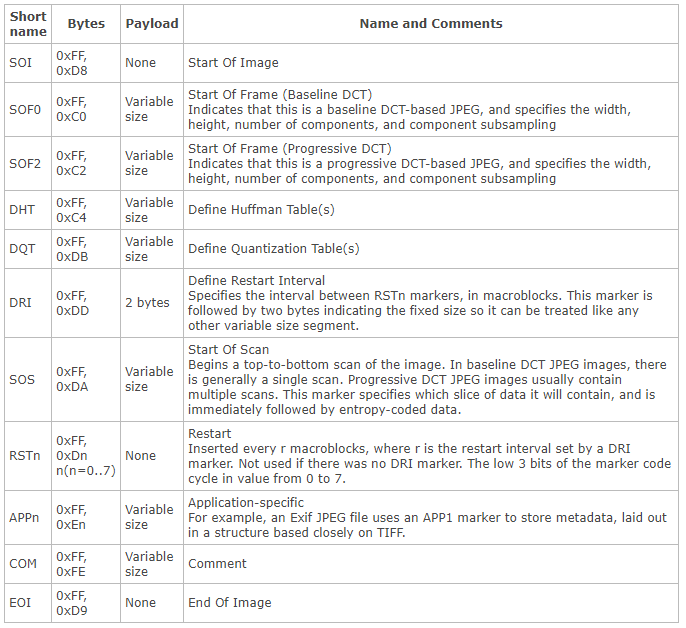 Short name Bytes Payload Name and Comments
SOI 0xFF, 0xD8 None Start Of Image
SOF0 0xFF, 0xC0 Variable size Start Of Frame (Baseline DCT)
Indicates that this is a baseline DCT-based JPEG, and specifies the width,
height, number of components, and component subsampling
SOF2 0xFF, 0xC2 Variable size Start Of Frame (Progressive DCT)
Indicates that this is a progressive DCT-based JPEG, and specifies the width,
height, number of components, and component subsampling
DHT 0xFF, 0xC4 Variable size Define Huffman Table(s)
DQT 0xFF, 0xDB Variable size Define Quantization Table(s)
DRI 0xFF, 0xDD 2 bytes Define Restart Interval
Specifies the interval between RSTn markers, in macroblocks. This marker is
followed by two bytes indicating the fixed size so it can be treated like any
other variable size segment.
SOS 0xFF, 0xDA Variable size Start Of Scan
Begins a top-to-bottom scan of the image. In baseline DCT JPEG images, there
is generally a single scan. Progressive DCT JPEG images usually contain
multiple scans. This marker specifies which slice of data it will contain, and is
immediately followed by entropy-coded data.
RSTn 0xFF, 0xDn n(n=0..7) None Restart
Inserted every r macroblocks, where r is the restart interval set by a DRI
marker. Not used if there was no DRI marker. The low 3 bits of the marker code
cycle in value from 0 to 7.
APPn 0xFF, 0xEn Variable size Application-specific
For example, an Exif JPEG file uses an APP1 marker to store metadata, laid out
in a structure based closely on TIFF.
COM 0xFF, 0xFE Variable size Comment
EOI 0xFF, 0xD9 None End Of Image